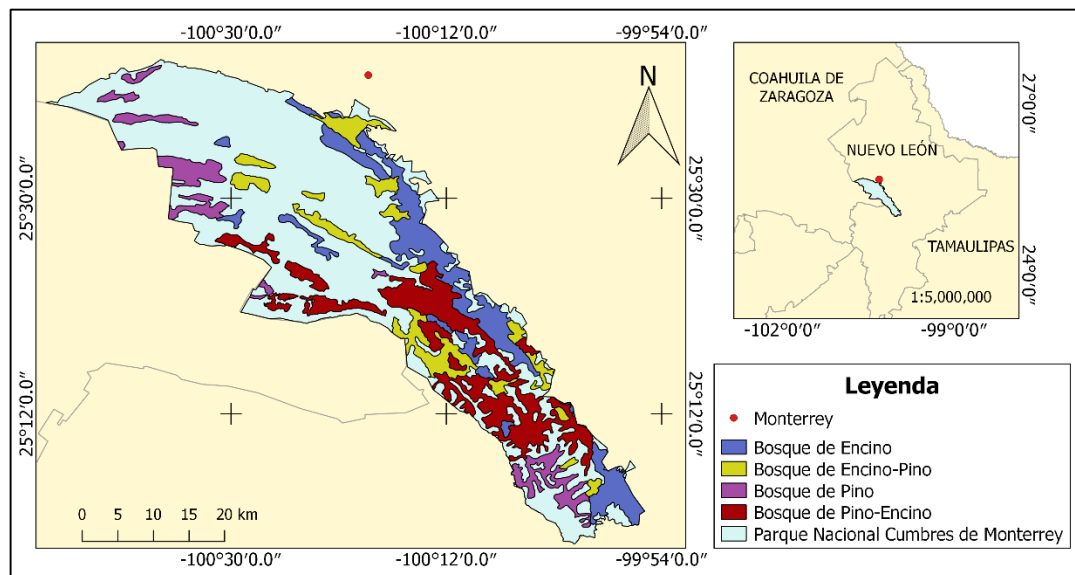 -100°30′0.0″ -100°12′0.0″ -99°54′0.0″
25°30′0.0″
25°12′0.0″
N
25°30′0.0″
25°12′0.0″
0 5 10 15 20 km
-100°30′0.0″ -100°12′0.0″ -99°54′0.0″
COAHUILA DE
ZARAGOZA
NUEVO LEÓN
TAMAULIPAS
1:5,000,000
27°0′0.0″
24°0′0.0″
-102°0′0.0″ -99°0′0.0″
Leyenda
Monterrey
Bosque de Encino
Bosque de Encino-Pino
Bosque de Pino
Bosque de Pino-Encino
Parque Nacional Cumbres de Monterrey